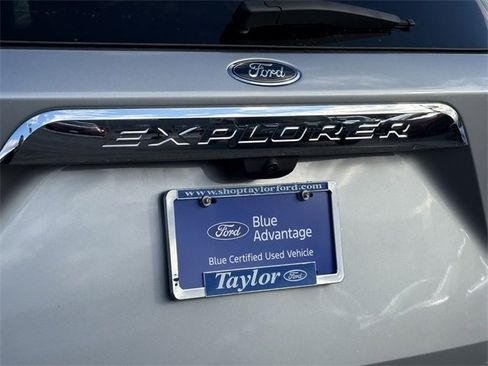 Ford
EXPLORER
www.shoptaylorford.com
Ford
Blue
Advantage
Blue Certified Used Vehicle
Taylor Ford